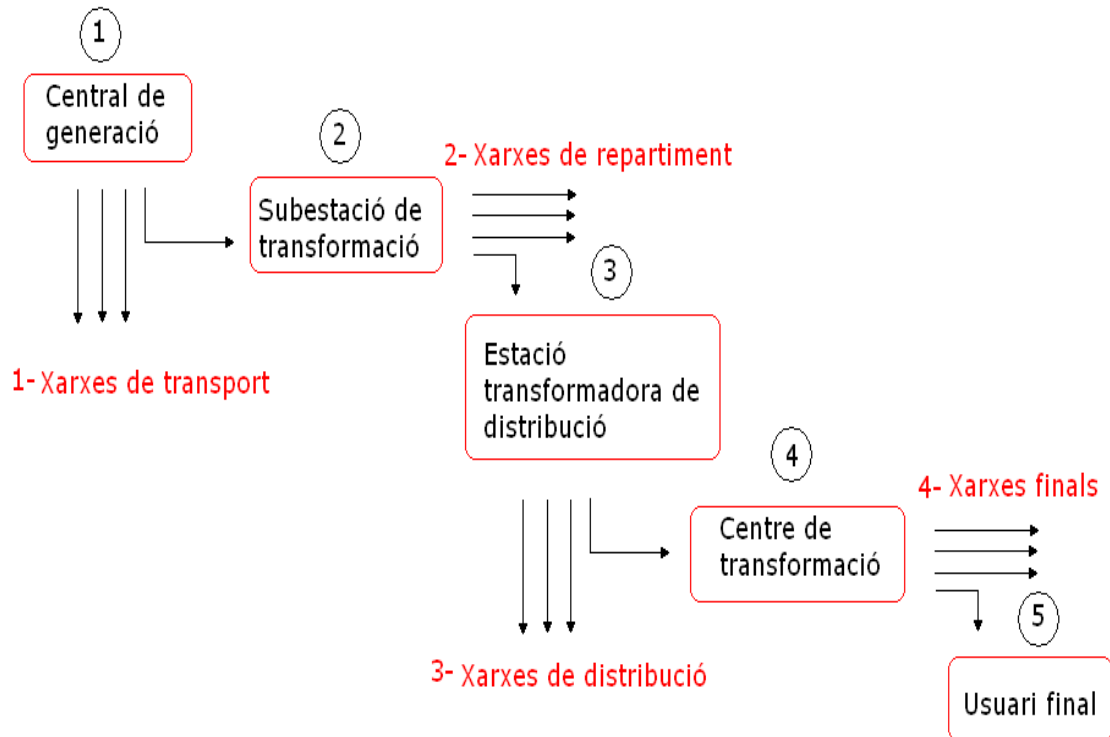 1
Central de
generació
2
2- Xarxes de repartiment
Subestació de
transformació
3
1- Xarxes de transport
Estació
transformadora de
distribució
4
4- Xarxes finals
Centre de
transformació
5
3- Xarxes de distribució
Usuari final